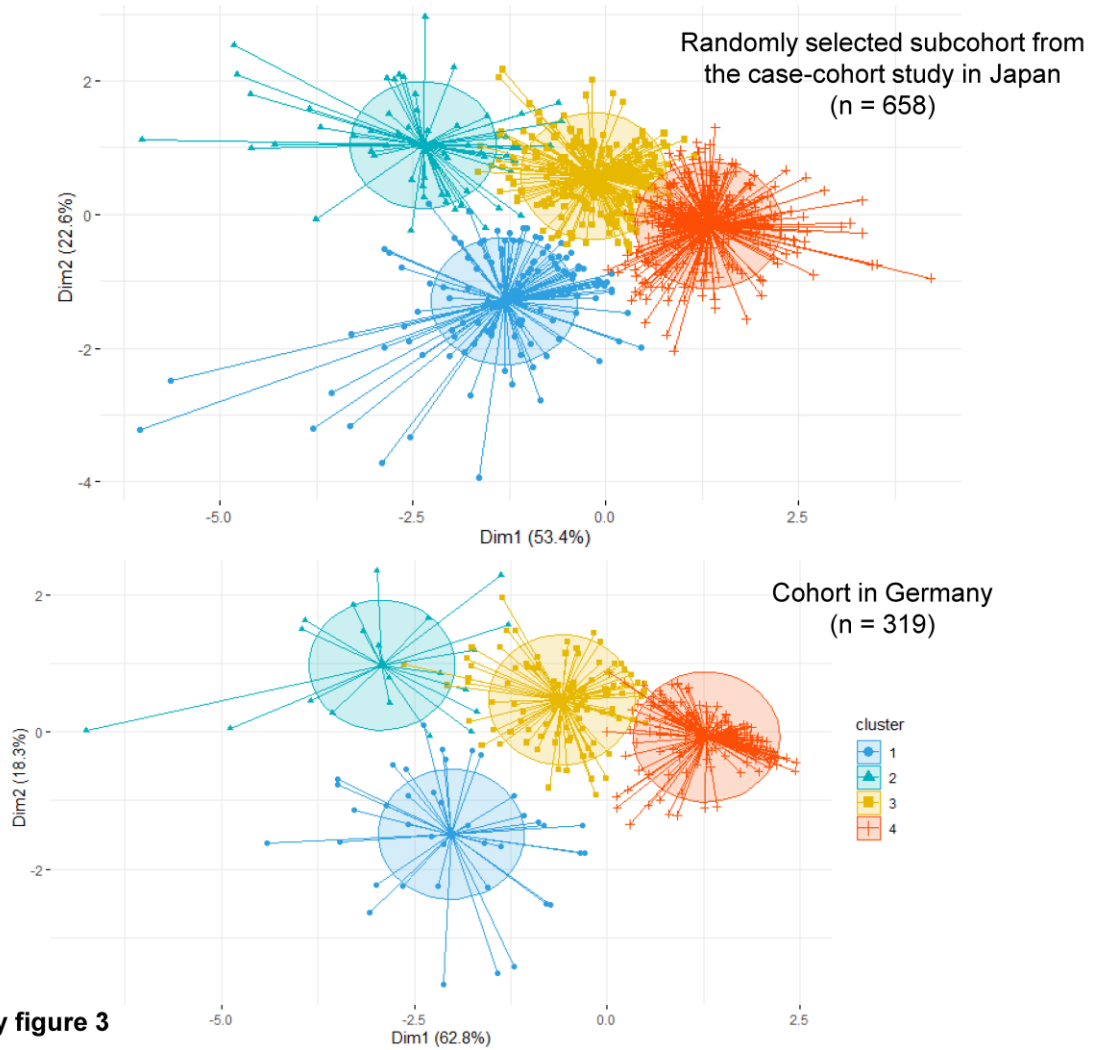 Randomly selected subcohort from
the case-cohort study in Japan
(n = 658)
2
0
-2
-4
Dim2 (22.6%)
-5.0
-2.5
0.0
2.5
Dim1 (53.4%)
Cohort in Germany
(n = 319)
2
0
-2
Dim2 (18.3%)
cluster
1
2
3
4
-5.0
-2.5
0.0
2.5
Dim1 (62.8%)
y figure 3